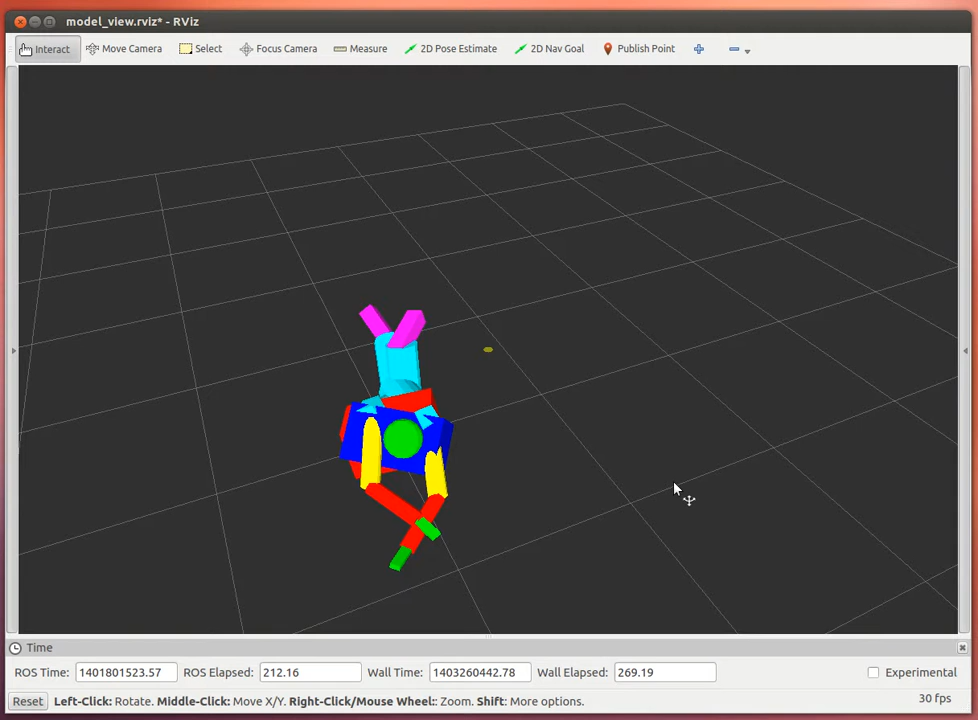 model_view.rviz* - RViz
Interact Move Camera Select Focus Camera Measure 2D Pose Estimate 2D Nav Goal Publish Point
Time
ROS Time: 1401801523.57 ROS Elapsed: 212.16 Wall Time: 1403260442.78 Wall Elapsed: 269.19 Experimental
Reset Left-Click: Rotate. Middle-Click: Move X/Y. Right-Click/Mouse Wheel:: Zoom. Shift: More options. 30 fps